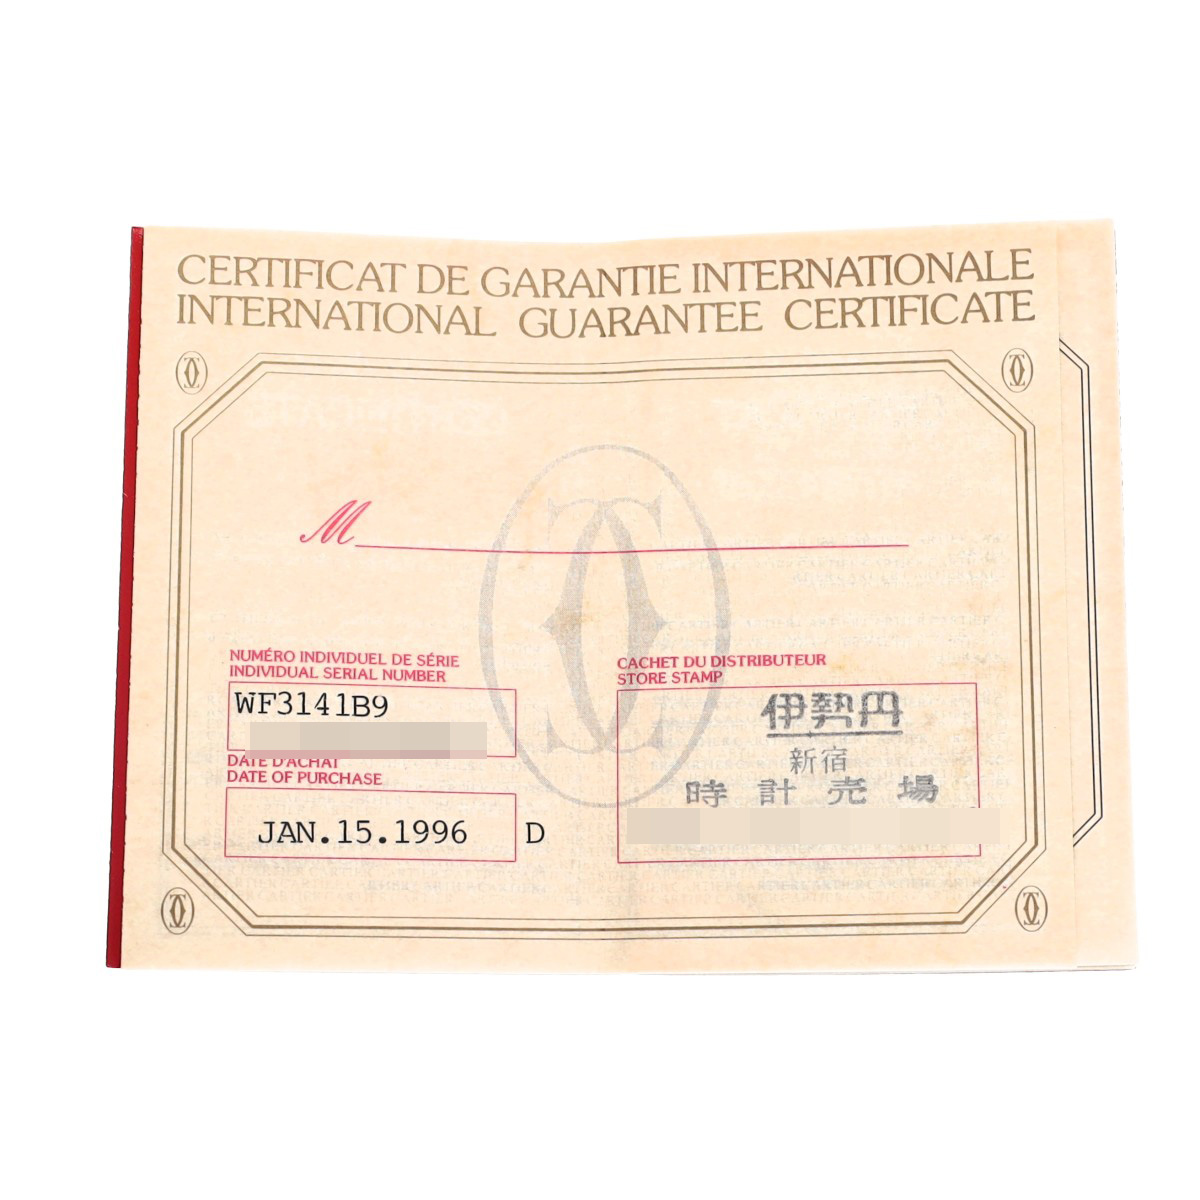 CERTIFICAT DE GARANTIE INTERNATIONALE
INTERNATIONAL GUARANTEE CERTIFICATE
M
NUMÉRO INDIVIDUEL DE SÉRIE
INDIVIDUAL SERIAL NUMBER
WF3141B9
DATE D'ACHAT
DATE OF PURCHASE
JAN.15.1996 D
CACHET DU DISTRIBUTEUR
STORE STAMP
伊勢丹
新宿
時計売場